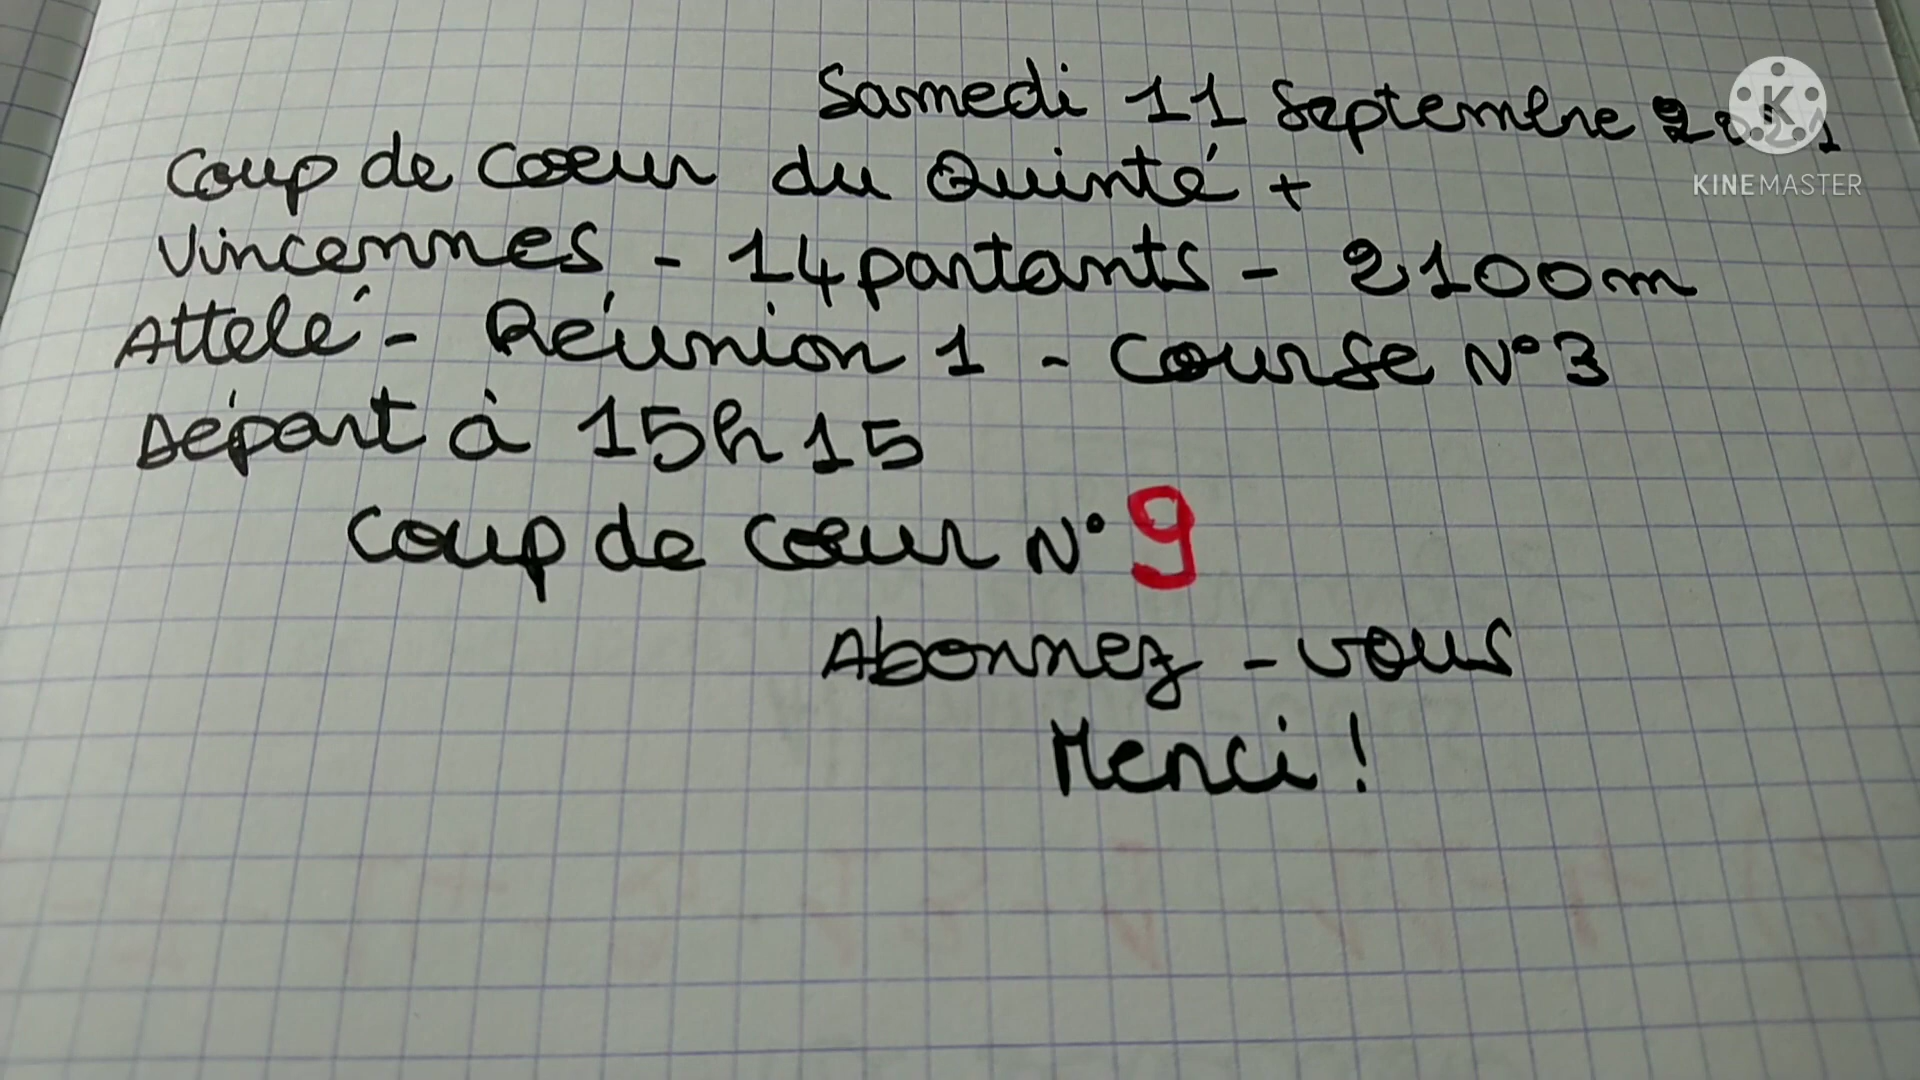 Samedi 11 Septembre 2021
Coup de Coeur du Quinté +
Vincennes - 14 partants - 2100m
Attelé - Réunion 1 - Course N°3
Départ à 15h15
Coup de Coeur N° 9
Abonnez-vous
Merci !
KINEMASTER